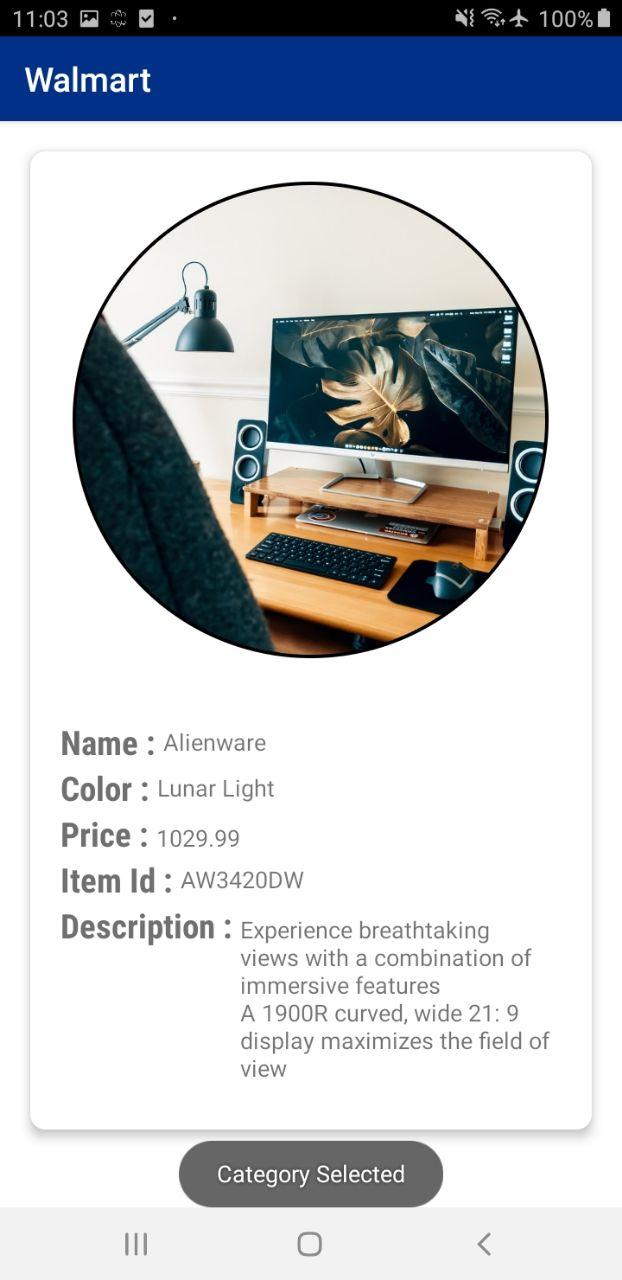 11:03
100%
Walmart
Name : Alienware
Color : Lunar Light
Price : 1029.99
Item Id : AW3420DW
Description : Experience breathtaking
views with a combination of
immersive features
A 1900R curved, wide 21: 9
display maximizes the field of
view
Category Selected